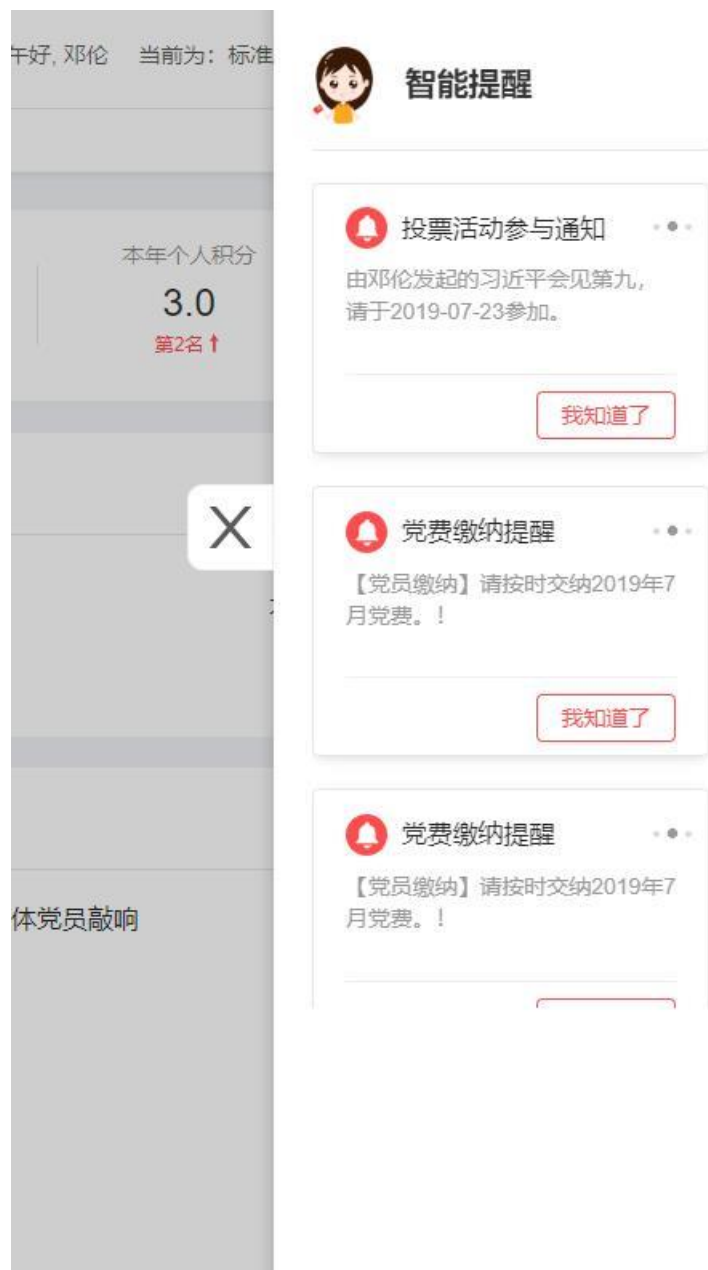 午好, 邓伦 当前为：标准
本年个人积分
3.0
第2名
体党员敲响
X
智能提醒
投票活动参与通知
由邓伦发起的习近平会见第九，
请于2019-07-23参加。
我知道了
党费缴纳提醒
【党员缴纳】请按时交纳2019年7
月党费。！
我知道了
党费缴纳提醒
【党员缴纳】请按时交纳2019年7
月党费。！